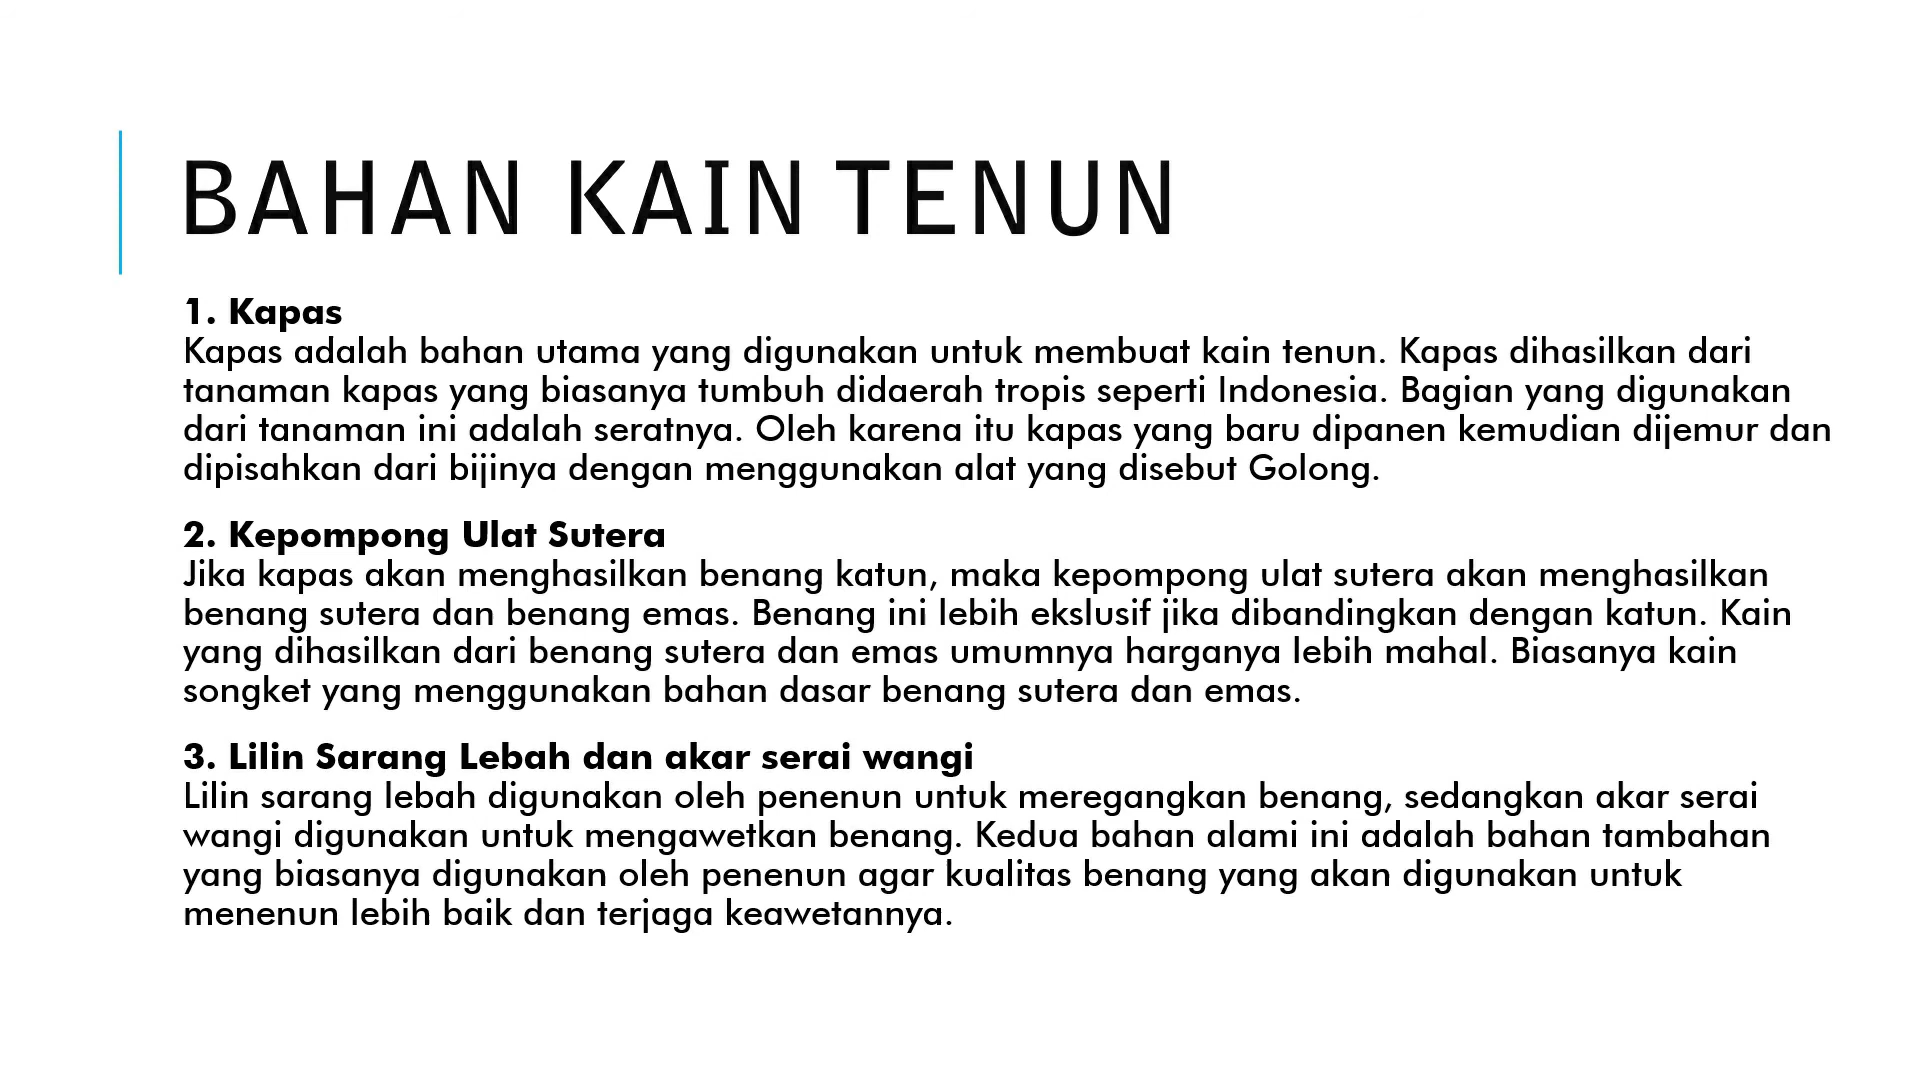 BAHAN KAIN TENUN
1. Kapas
Kapas adalah bahan utama yang digunakan untuk membuat kain tenun. Kapas dihasilkan dari
tanaman kapas yang biasanya tumbuh didaerah tropis seperti Indonesia. Bagian yang digunakan
dari tanaman ini adalah seratnya. Oleh karena itu kapas yang baru dipanen kemudian dijemur dan
dipisahkan dari bijinya dengan menggunakan alat yang disebut Golong.
2. Kepompong Ulat Sutera
Jika kapas akan menghasilkan benang katun, maka kepompong ulat sutera akan menghasilkan
benang sutera dan benang emas. Benang ini lebih ekslusif jika dibandingkan dengan katun. Kain
yang dihasilkan dari benang sutera dan emas umumnya harganya lebih mahal. Biasanya kain
songket yang menggunakan bahan dasar benang sutera dan emas.
3. Lilin Sarang Lebah dan akar serai wangi
Lilin sarang lebah digunakan oleh penenun untuk meregangkan benang, sedangkan akar serai
wangi digunakan untuk mengawetkan benang. Kedua bahan alami ini adalah bahan tambahan
yang biasanya digunakan oleh penenun agar kualitas benang yang akan digunakan untuk
menenun lebih baik dan terjaga keawetannya.